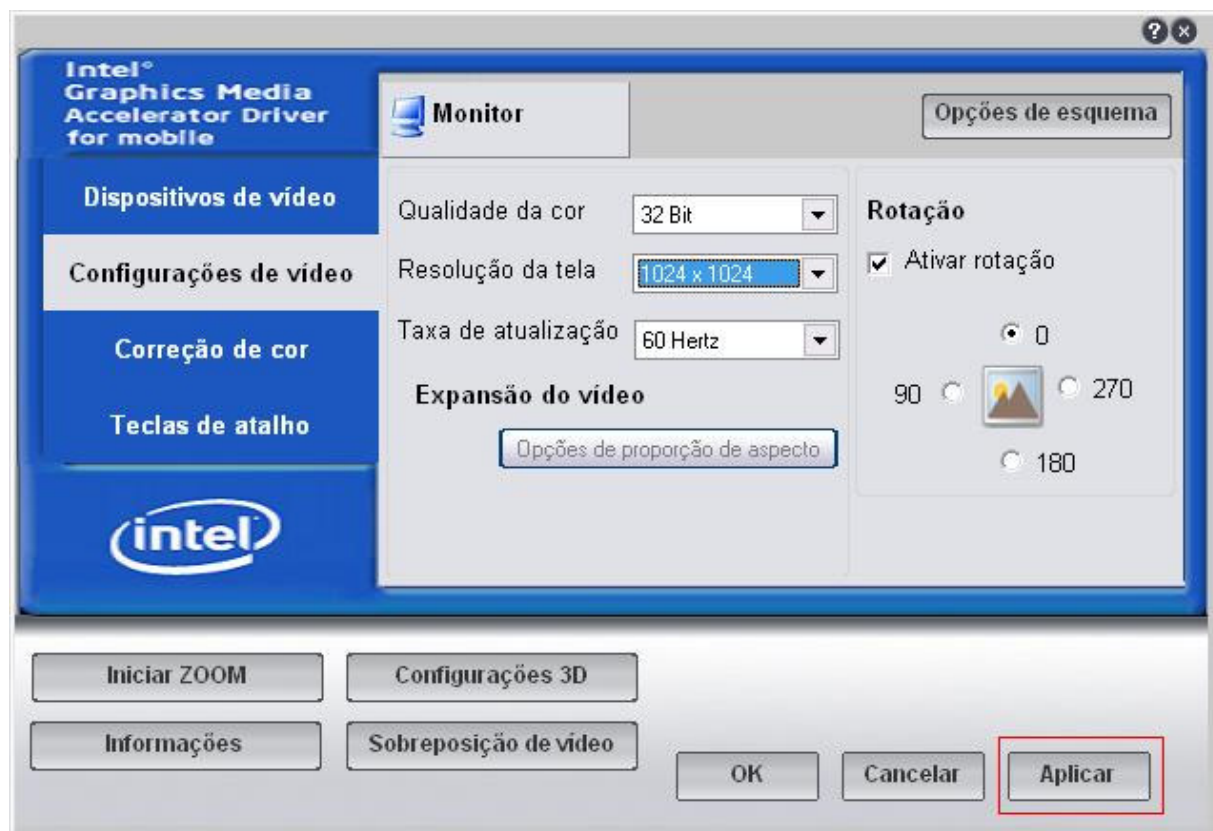 Intel®
Graphics Media
Accelerator Driver
for mobile
Monitor
Opções de esquema
Dispositivos de vídeo
Configurações de vídeo
Correção de cor
Teclas de atalho
intel
Qualidade da cor
32 Bit
Resolução da tela
1024 x 1024
Taxa de atualização
60 Hertz
Expansão do vídeo
Opções de proporção de aspecto
Rotação
Ativar rotação
0
90
270
180
Iniciar ZOOM
Configurações 3D
Informações
Sobreposição de vídeo
OK
Cancelar
Aplicar